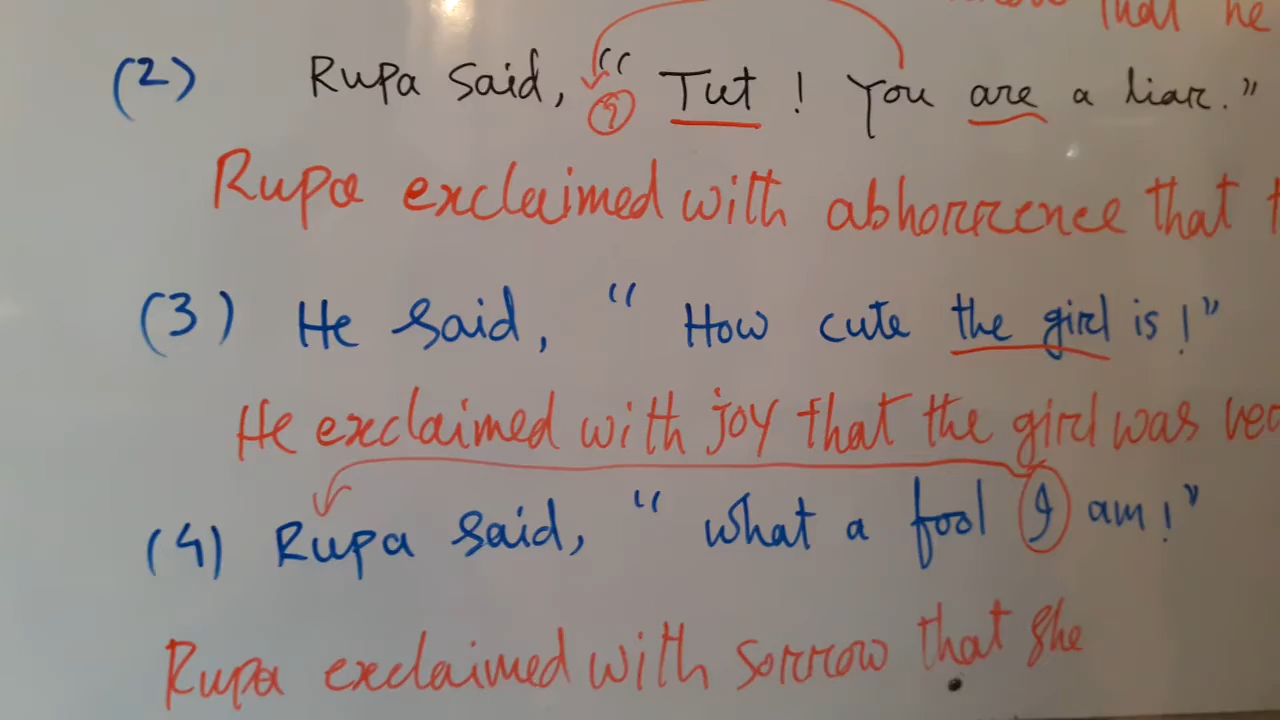 that he
(2) Rupa said, " Tut ! You are a liar."
Rupa exclaimed with abhorrence that
(3) He said, " How cute the girl is !"
He exclaimed with joy that the girl was
(4) Rupa said, " what a fool I am !"
Rupa exclaimed with sorrow that she